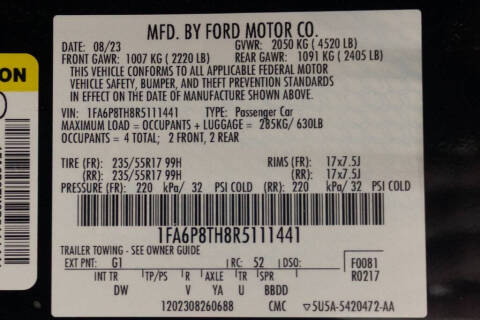 MFD. BY FORD MOTOR CO.
DATE: 08/23 GVWR: 2050 KG (4520 LB)
FRONT GAWR: 1007 KG (2220 LB) REAR GAWR: 1091 KG (2405 LB)
THIS VEHICLE CONFORMS TO ALL APPLICABLE FEDERAL MOTOR
VEHICLE SAFETY, BUMPER, AND THEFT PREVENTION STANDARDS
IN EFFECT ON THE DATE OF MANUFACTURE SHOWN ABOVE.
VIN: 1FA6P8TH8R5111441 TYPE: Passenger Car
MAXIMUM LOAD = OCCUPANTS + LUGGAGE = 285KG/ 630LB
OCCUPANTS = 4 TOTAL; 2 FRONT, 2 REAR
TIRE (FR): 235/55R17 99H RIMS (FR): 17x7.5J
(RR): 235/55R17 99H (RR): 17x7.5J
PRESSURE (FR): 220 kPa/ 32 PSI COLD (RR): 220 kPa/ 32 PSI COLD
1FA6P8TH8R5111441
TRAILER TOWING - SEE OWNER GUIDE
EXT PNT: G1 RC: 52 DSO: F0081
INT TR TP/PS R AXLE TR SPR R0217
DW V YA U BBDD
1202308260688 CMC 5U5A-5420472-AA
ON